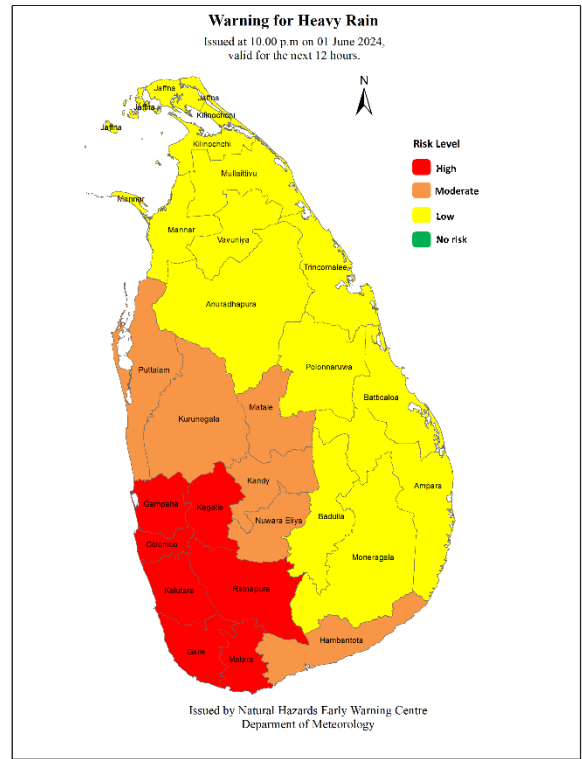 Warning for Heavy Rain
Issued at 10.00 p.m on 01 June 2024,
valid for the next 12 hours.
N
Jaffna
Jaffna
Jaffna
Kilinochchi
Jaffna
Kilinochchi
Mullaittivu
Mannar
Mannar
Vavuniya
Trincomalee
Anuradhapura
Risk Level
High
Moderate
Low
No risk
Puttalam
Polonnaruwa
Batticaloa
Kurunegala
Matale
Kandy
Ampara
Gampaha
Kegalle
Nuwara Eliya
Badulla
Colombo
Moneragala
Kalutara
Ratnapura
Hambantota
Galle
Matara
Issued by Natural Hazards Early Warning Centre
Deparment of Meteorology